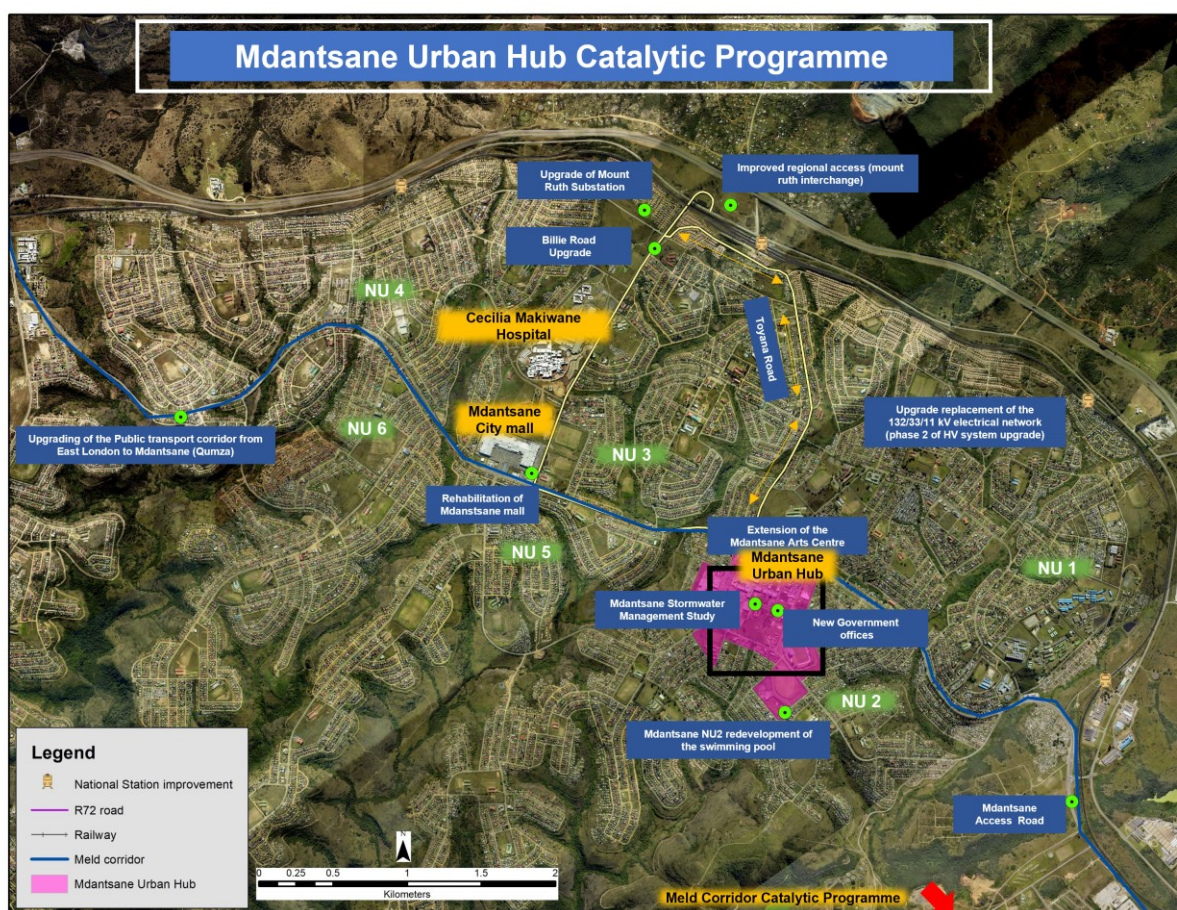 Mdantsane Urban Hub Catalytic Programme
Upgrade of Mount
Ruth Substation
Improved regional access (mount
ruth interchange)
Billie Road
Upgrade
NU 4
Cecilia Makiwane
Hospital
Toyana Road
Mdantsane
City mall
Upgrade replacement of the
132/33/11 kV electrical network
(phase 2 of HV system upgrade)
Upgrading of the Public transport corridor from
East London to Mdantsane (Qumza)
NU 6
NU 3
Rehabilitation of
Mdanstsane mall
NU 5
Extension of the
Mdantsane Arts Centre
Mdantsane
Urban Hub
NU 1
Mdantsane Stormwater
Management Study
New Government
offices
NU 2
Mdantsane NU2 redevelopment of
the swimming pool
Mdantsane
Access Road
Legend
National Station improvement
R72 road
Railway
Meld corridor
Mdantsane Urban Hub
N
0 0.25 0.5 1 1.5 2
Kilometers
Meld Corridor Catalytic Programme